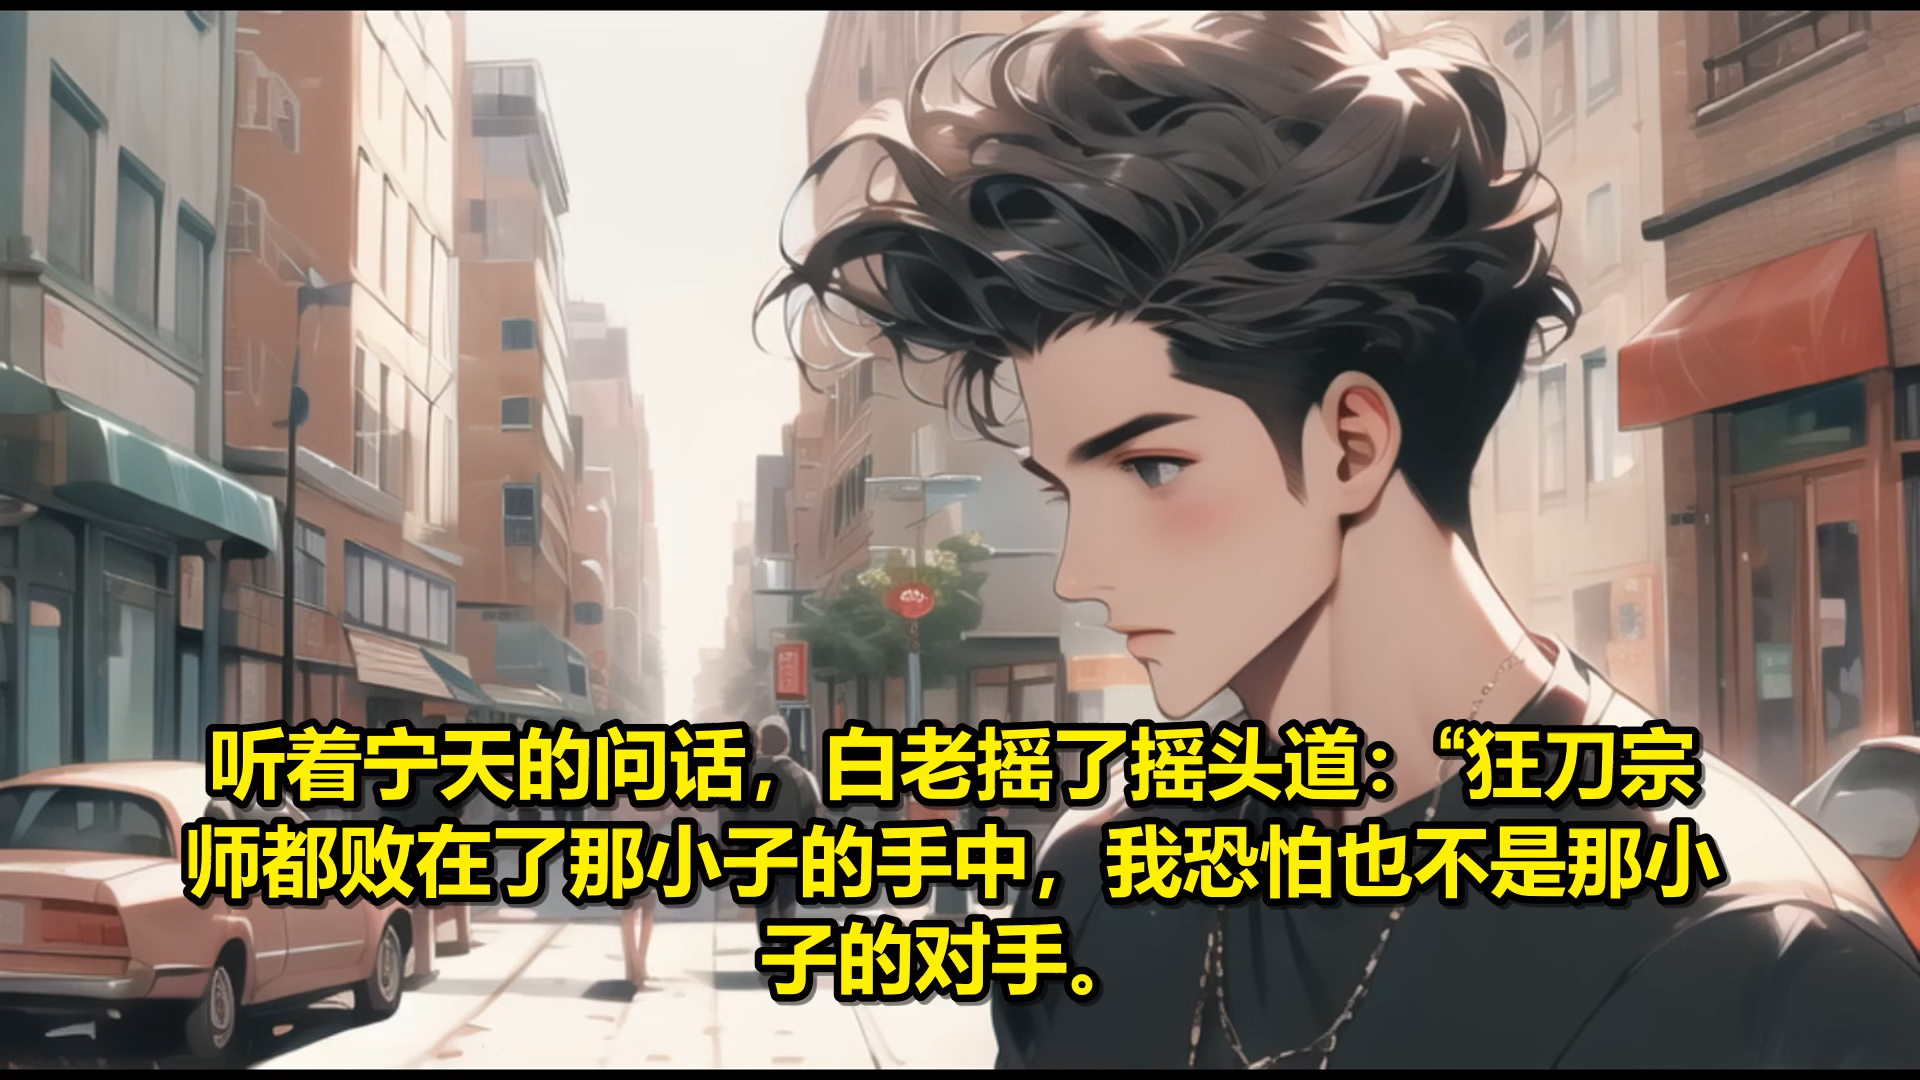 听着宁天的问话，白老摇了摇头道：“狂刀宗
师都败在了那小子的手中，我恐怕也不是那小
子的对手。